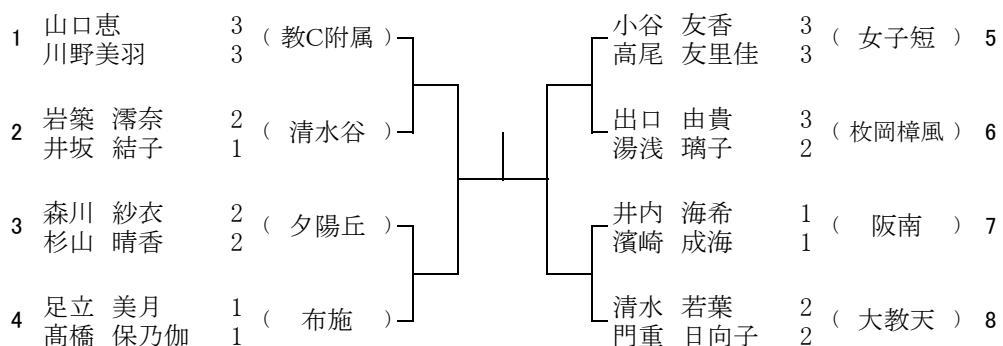 1 山口恵 3 ( 教C附属 )
川野美羽 3
2 岩築 澪奈 2 ( 清水谷 )
井坂 結子 1
3 森川 紗衣 2 ( 夕陽丘 )
杉山 晴香 2
4 足立 美月 1 ( 布施 )
髙橋 保乃伽 1
小谷 友香 3 ( 女子短 ) 5
高尾 友里佳 3
出口 由貴 3 ( 枚岡樟風 ) 6
湯浅 璃子 2
井内 海希 1 ( 阪南 ) 7
濱崎 成海 1
清水 若葉 2 ( 大教天 ) 8
門重 日向子 2